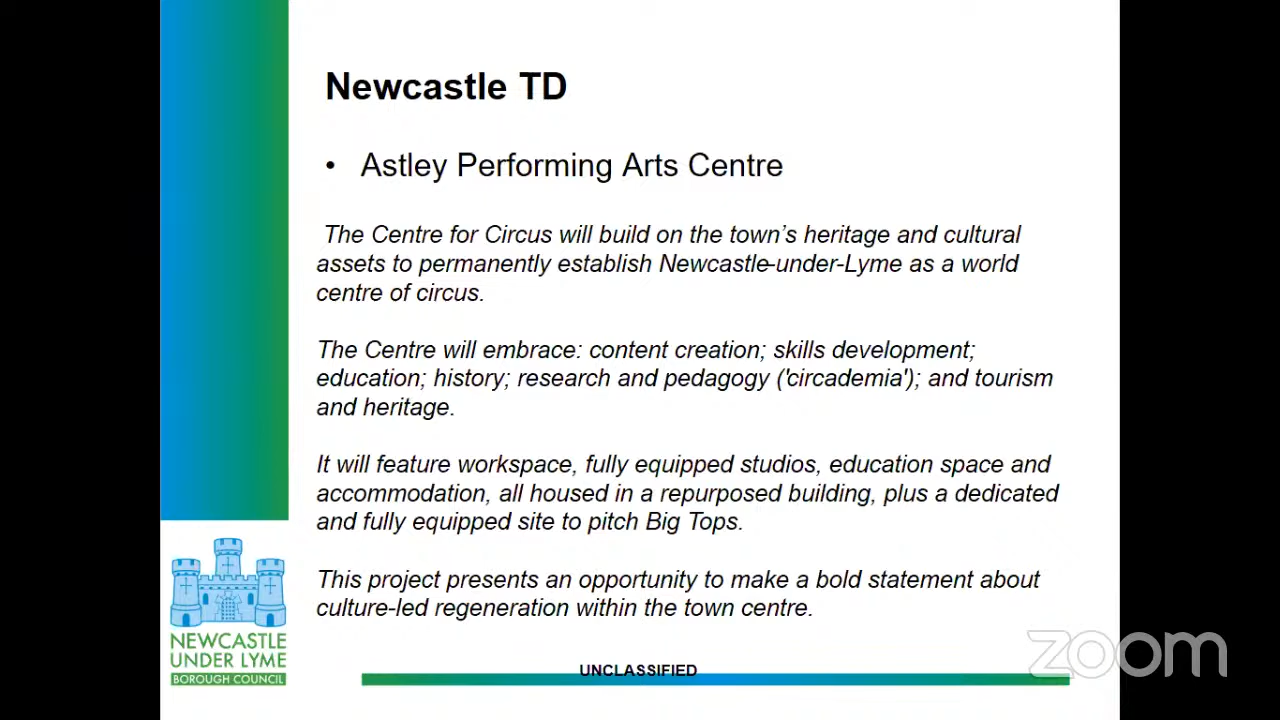 Newcastle TD
• Astley Performing Arts Centre
The Centre for Circus will build on the town’s heritage and cultural
assets to permanently establish Newcastle-under-Lyme as a world
centre of circus.
The Centre will embrace: content creation; skills development;
education; history; research and pedagogy ('circademia'); and tourism
and heritage.
It will feature workspace, fully equipped studios, education space and
accommodation, all housed in a repurposed building, plus a dedicated
and fully equipped site to pitch Big Tops.
This project presents an opportunity to make a bold statement about
culture-led regeneration within the town centre.
NEWCASTLE
UNDER LYME
BOROUGH COUNCIL
UNCLASSIFIED
zoom